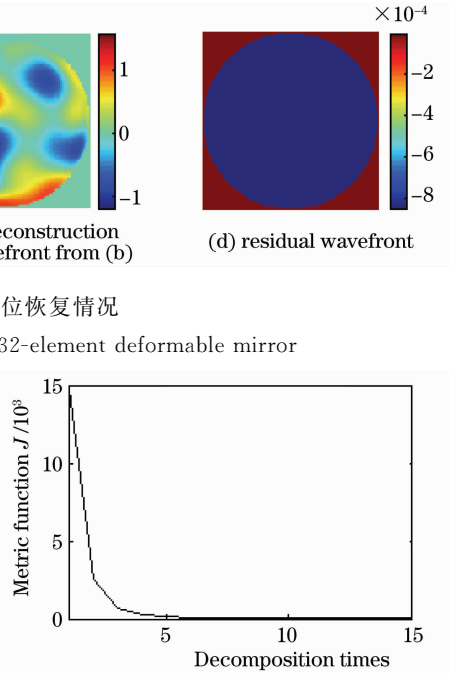 ×10⁻⁴
1
0
−1
−2
−4
−6
−8
econstruction
efront from (b)
(d) residual wavefront
位恢复情况
32-element deformable mirror
Metric function J /10³
15
10
5
0
5
10
15
Decomposition times